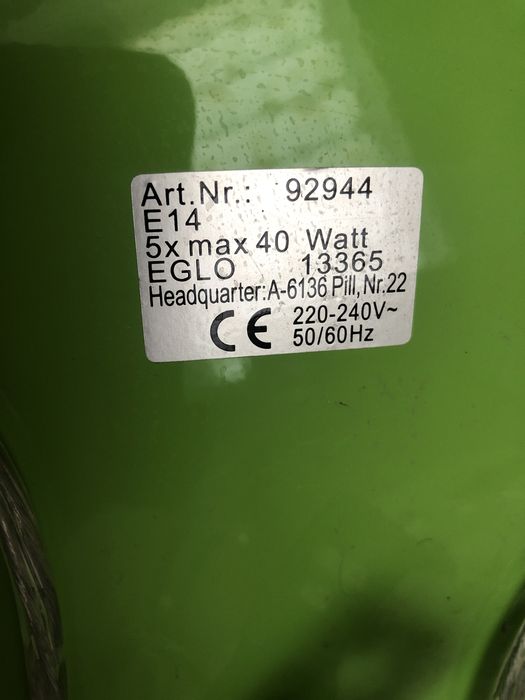 Art.Nr.: 92944
E14
5x max 40 Watt
EGLO 13365
Headquarter:A-6136 Pill,Nr.22
CE 220-240V~
50/60Hz